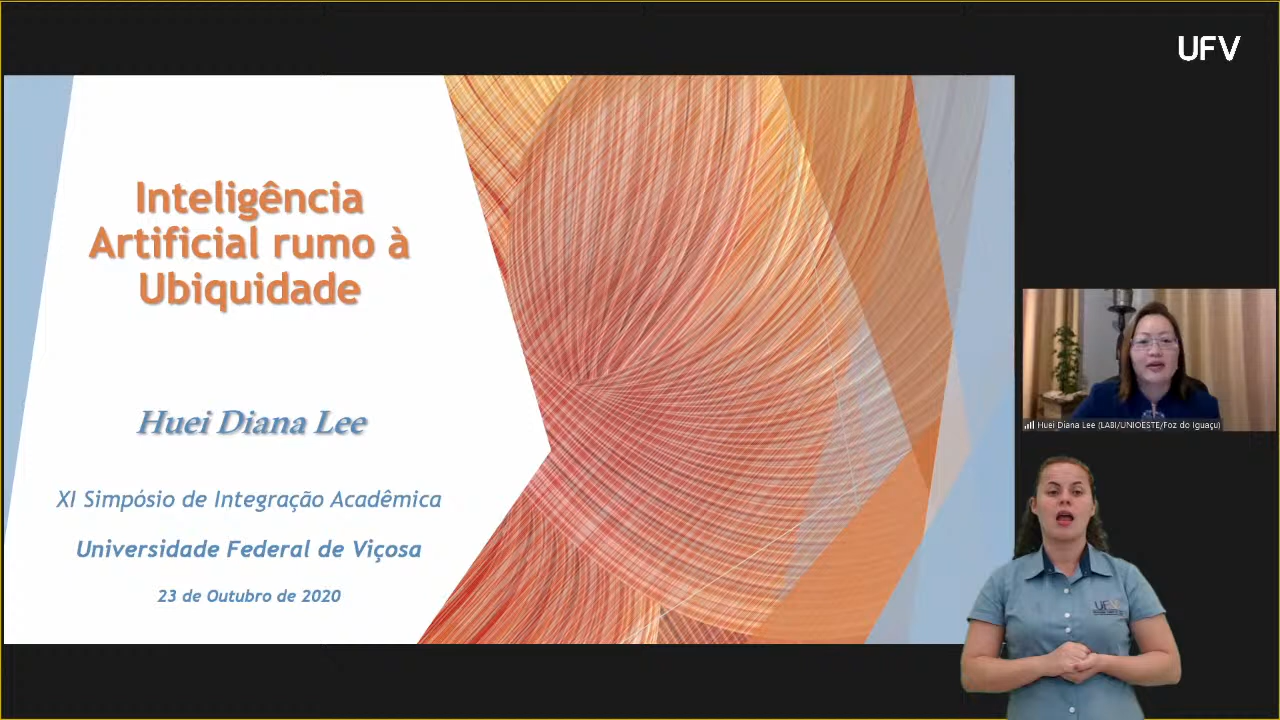 UFV
Inteligência
Artificial rumo à
Ubiquidade
Huei Diana Lee
XI Simpósio de Integração Acadêmica
Universidade Federal de Viçosa
23 de Outubro de 2020
Huei Diana Lee (LABI/UNIOESTE/Foz do Iguaçu)
UFV